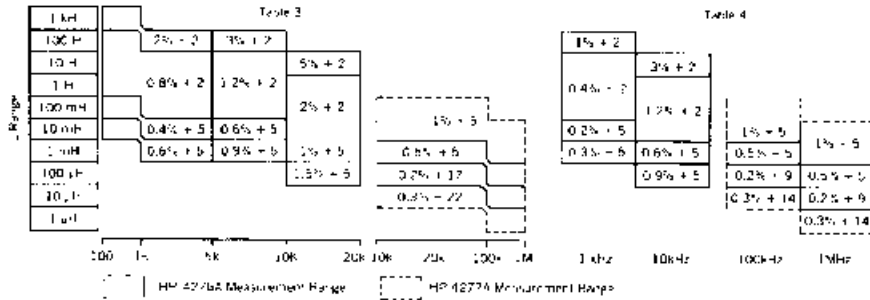 Table 3
Table 4
1 kH
100 H
10 H
1 H
100 mH
10 mH
1 mH
100 µH
10 µH
1 µH
Range
2% + 2
3% + 2
0.8% + 2
1.2% + 2
0.4% + 5
0.6% + 5
0.6% + 5
0.9% + 5
5% + 2
2% + 2
1% + 5
1.5% + 5
1% + 5
0.5% + 5
0.2% + 12
0.3% + 22
1% + 2
0.4% + 2
0.2% + 5
0.3% + 5
3% + 2
1.2% + 2
0.6% + 5
0.9% + 5
1% + 5
0.5% + 5
0.2% + 9
0.3% + 14
1% + 5
0.5% + 5
0.2% + 9
0.3% + 14
100 1k 5k 10k 20k
10k 20k 100k 1M
1 kHz 10kHz 100kHz 1MHz
HP 4276A Measurement Range
HP 4277A Measurement Range